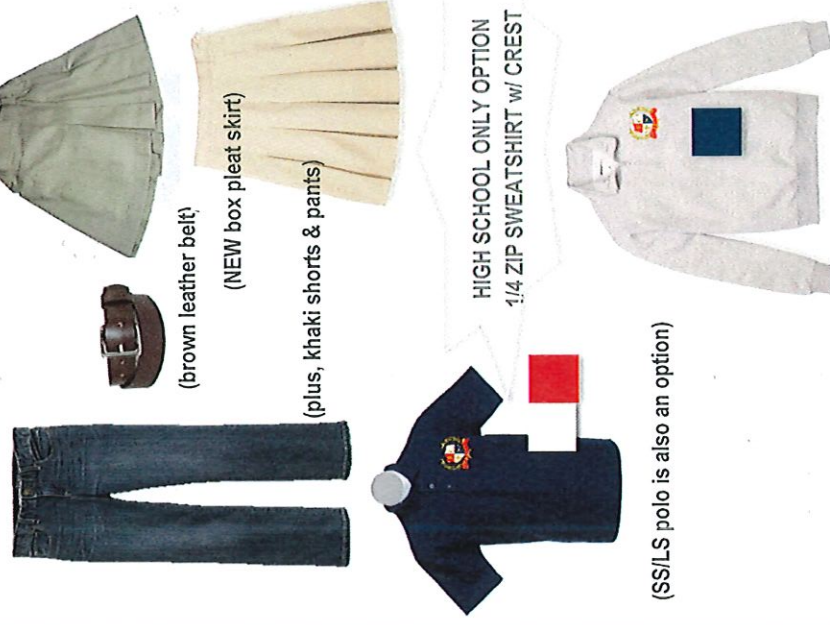 (brown leather belt)
(NEW box pleat skirt)
(plus, khaki shorts & pants)
HIGH SCHOOL ONLY OPTION
1/4 ZIP SWEATSHIRT w/ CREST
(SS/LS polo is also an option)